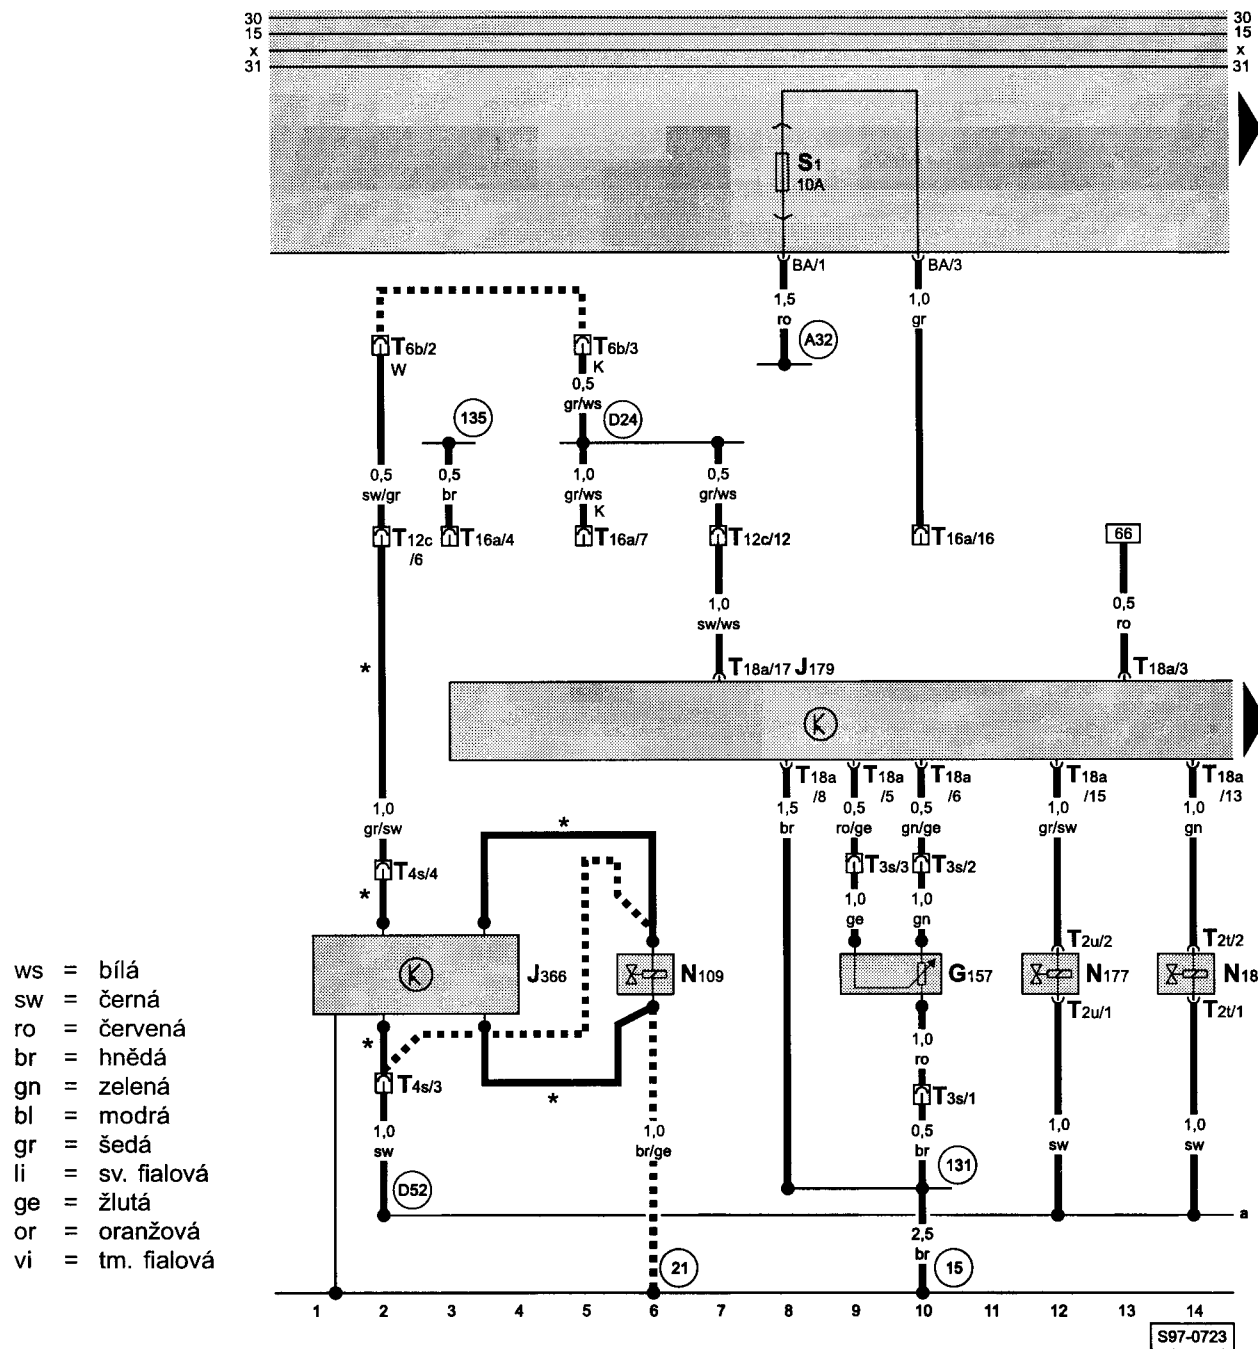 30 30
15 15
x x
31 31
S1
10A
BA/1 BA/3
1,5 1,0
ro gr
A32
T6b/2 T6b/3
W K
0,5
gr/ws
135 D24
0,5 0,5 1,0 0,5
sw/gr br gr/ws gr/ws
K
T12c/6 T16a/4 T16a/7 T12c/12 T16a/16 66
1,0 0,5
sw/ws ro
*
T18a/17 J179 T18a/3
K
T18a/8 T18a/5 T18a/6 T18a/15 T18a/13
1,0 1,5 0,5 0,5 1,0 1,0
gr/sw br ro/ge gn/ge gr/sw gn
*
T4s/4 T3s/3 T3s/2
*
1,0 1,0
ge gn
T2u/2 T2t/2
K
J366 N109 G157 N177 N18
T2u/1 T2t/1
*
1,0
ro
T4s/3 T3s/1
*
1,0 1,0 0,5 1,0 1,0
sw br/ge br sw sw
D52 131
a
2,5
br
21 15
1 2 3 4 5 6 7 8 9 10 11 12 13 14
S97-0723
ws = bílá
sw = černá
ro = červená
br = hnědá
gn = zelená
bl = modrá
gr = šedá
li = sv. fialová
ge = žlutá
or = oranžová
vi = tm. fialová